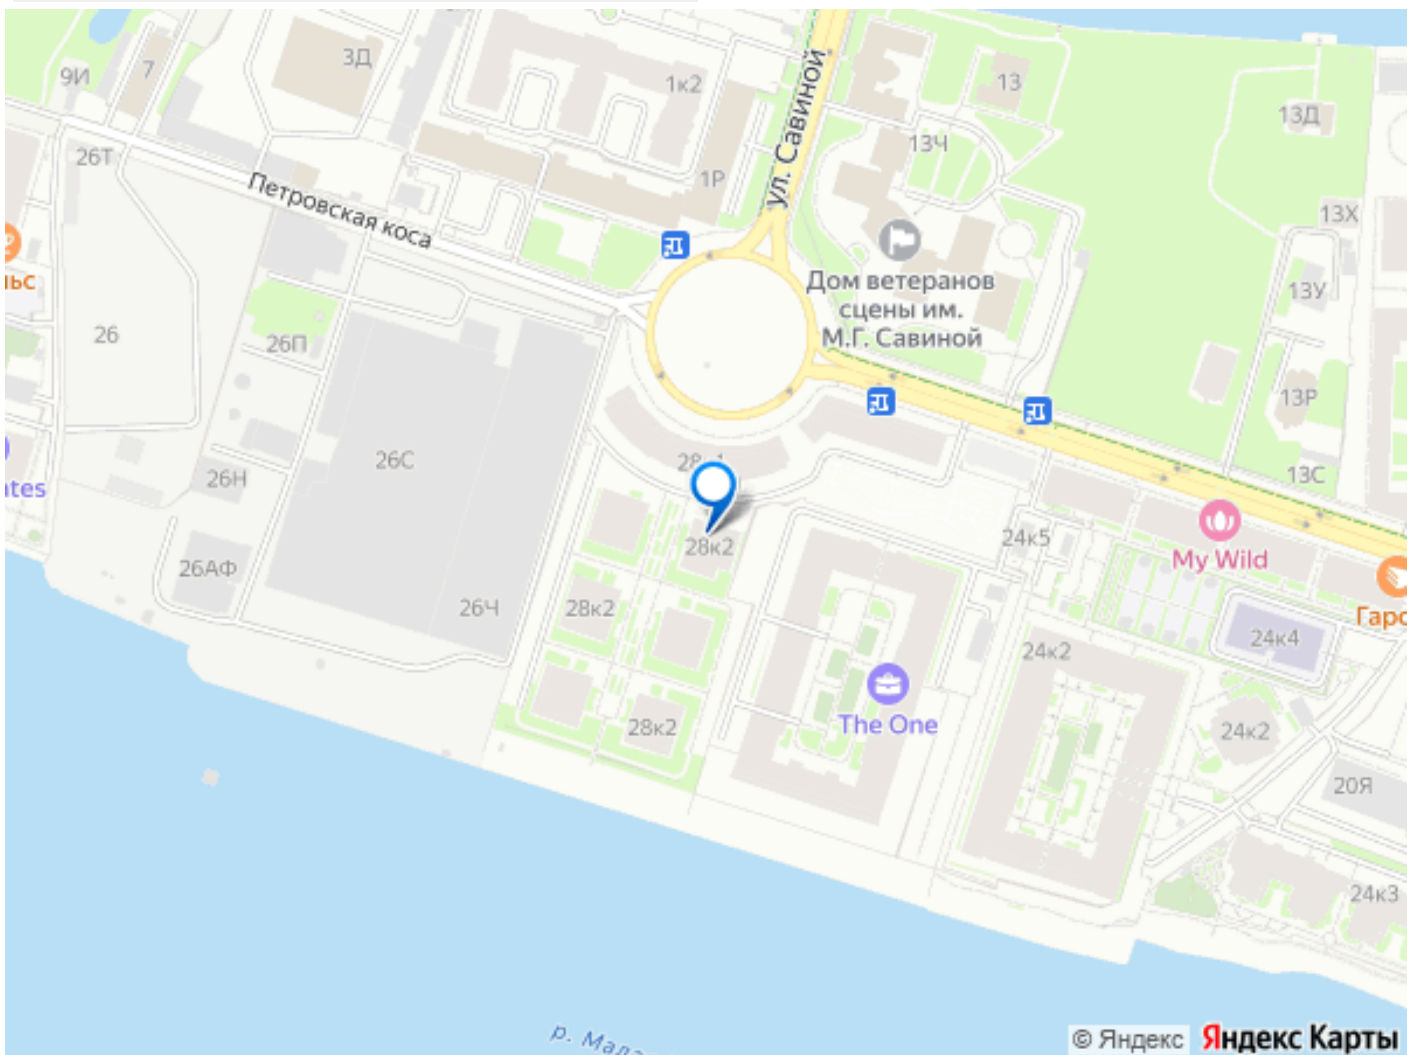 9И
7
3Д
1к2
ул. Савиной
13
13Д
13Ч
26Т
Петровская коса
1Р
13Х
Дом ветеранов
сцены им.
М.Г. Савиной
13У
26
26П
13Р
26С
26Н
13С
28к2
24к5
My Wild
26АФ
26Ч
28к2
24к2
24к4
The One
28к2
24к2
20Я
24к3
© Яндекс
Яндекс Карты